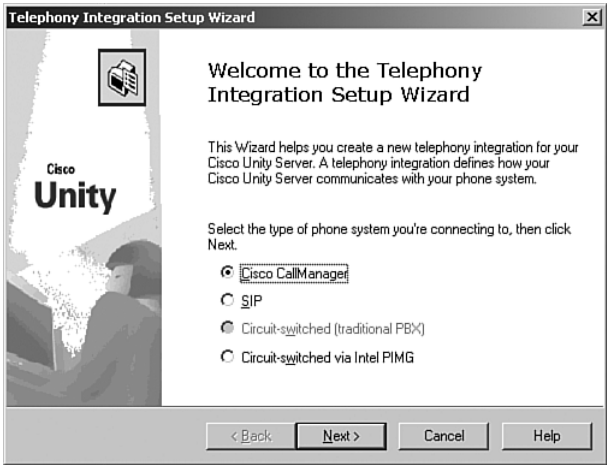 Telephony Integration Setup Wizard
Cisco
Unity
Welcome to the Telephony
Integration Setup Wizard
This Wizard helps you create a new telephony integration for your
Cisco Unity Server. A telephony integration defines how your
Cisco Unity Server communicates with your phone system.
Select the type of phone system you're connecting to, then click
Next.
Cisco CallManager
SIP
Circuit-switched (traditional PBX)
Circuit-switched via Intel PIMG
< Back
Next >
Cancel
Help